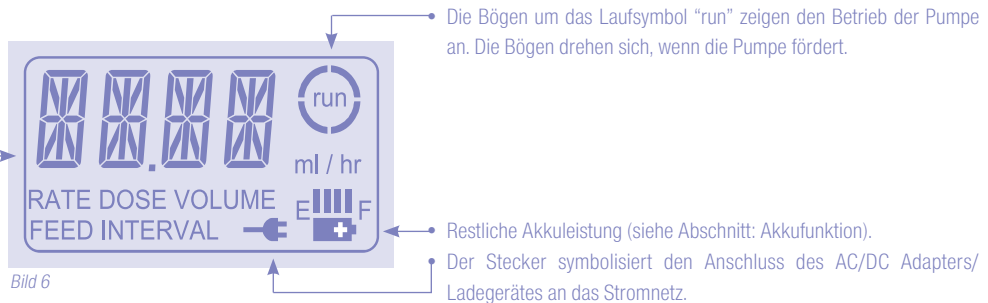 Die Bögen um das Laufsymbol “run” zeigen den Betrieb der Pumpe
an. Die Bögen drehen sich, wenn die Pumpe fördert.
run
ml / hr
RATE DOSE VOLUME
E F
FEED INTERVAL
Restliche Akkuleistung (siehe Abschnitt: Akkufunktion).
Der Stecker symbolisiert den Anschluss des AC/DC Adapters/
Ladegerätes an das Stromnetz.
Bild 6